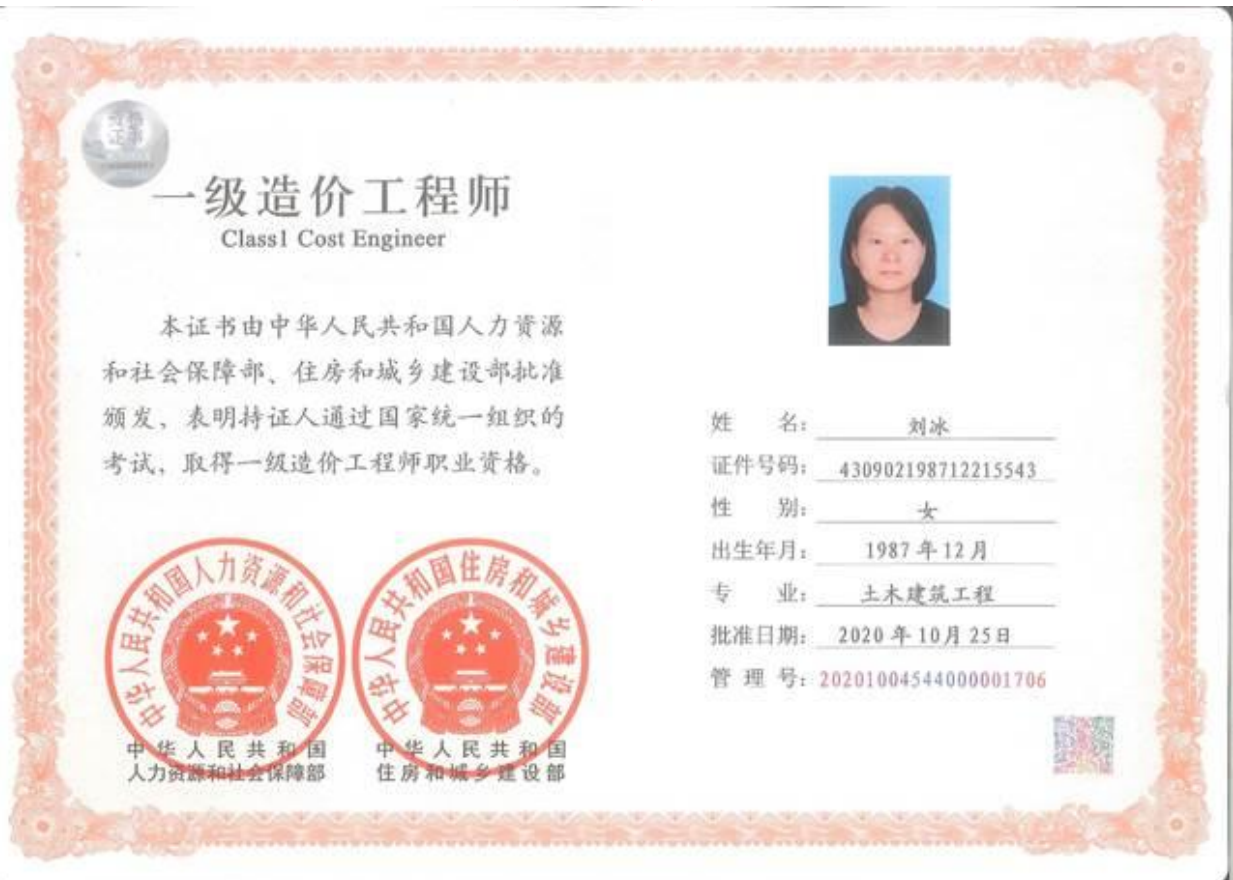 一级造价工程师
Class1 Cost Engineer
本证书由中华人民共和国人力资源
和社会保障部、住房和城乡建设部批准
颁发，表明持证人通过国家统一组织的
考试，取得一级造价工程师职业资格。
中华人民共和国人力资源和社会保障部
中华人民共和国
人力资源和社会保障部
中华人民共和国住房和城乡建设部
中华人民共和国
住房和城乡建设部
姓 名：刘冰
证件号码：430902198712215543
性 别：女
出生年月：1987年12月
专 业：土木建筑工程
批准日期：2020年10月25日
管 理 号：20201004544000001706